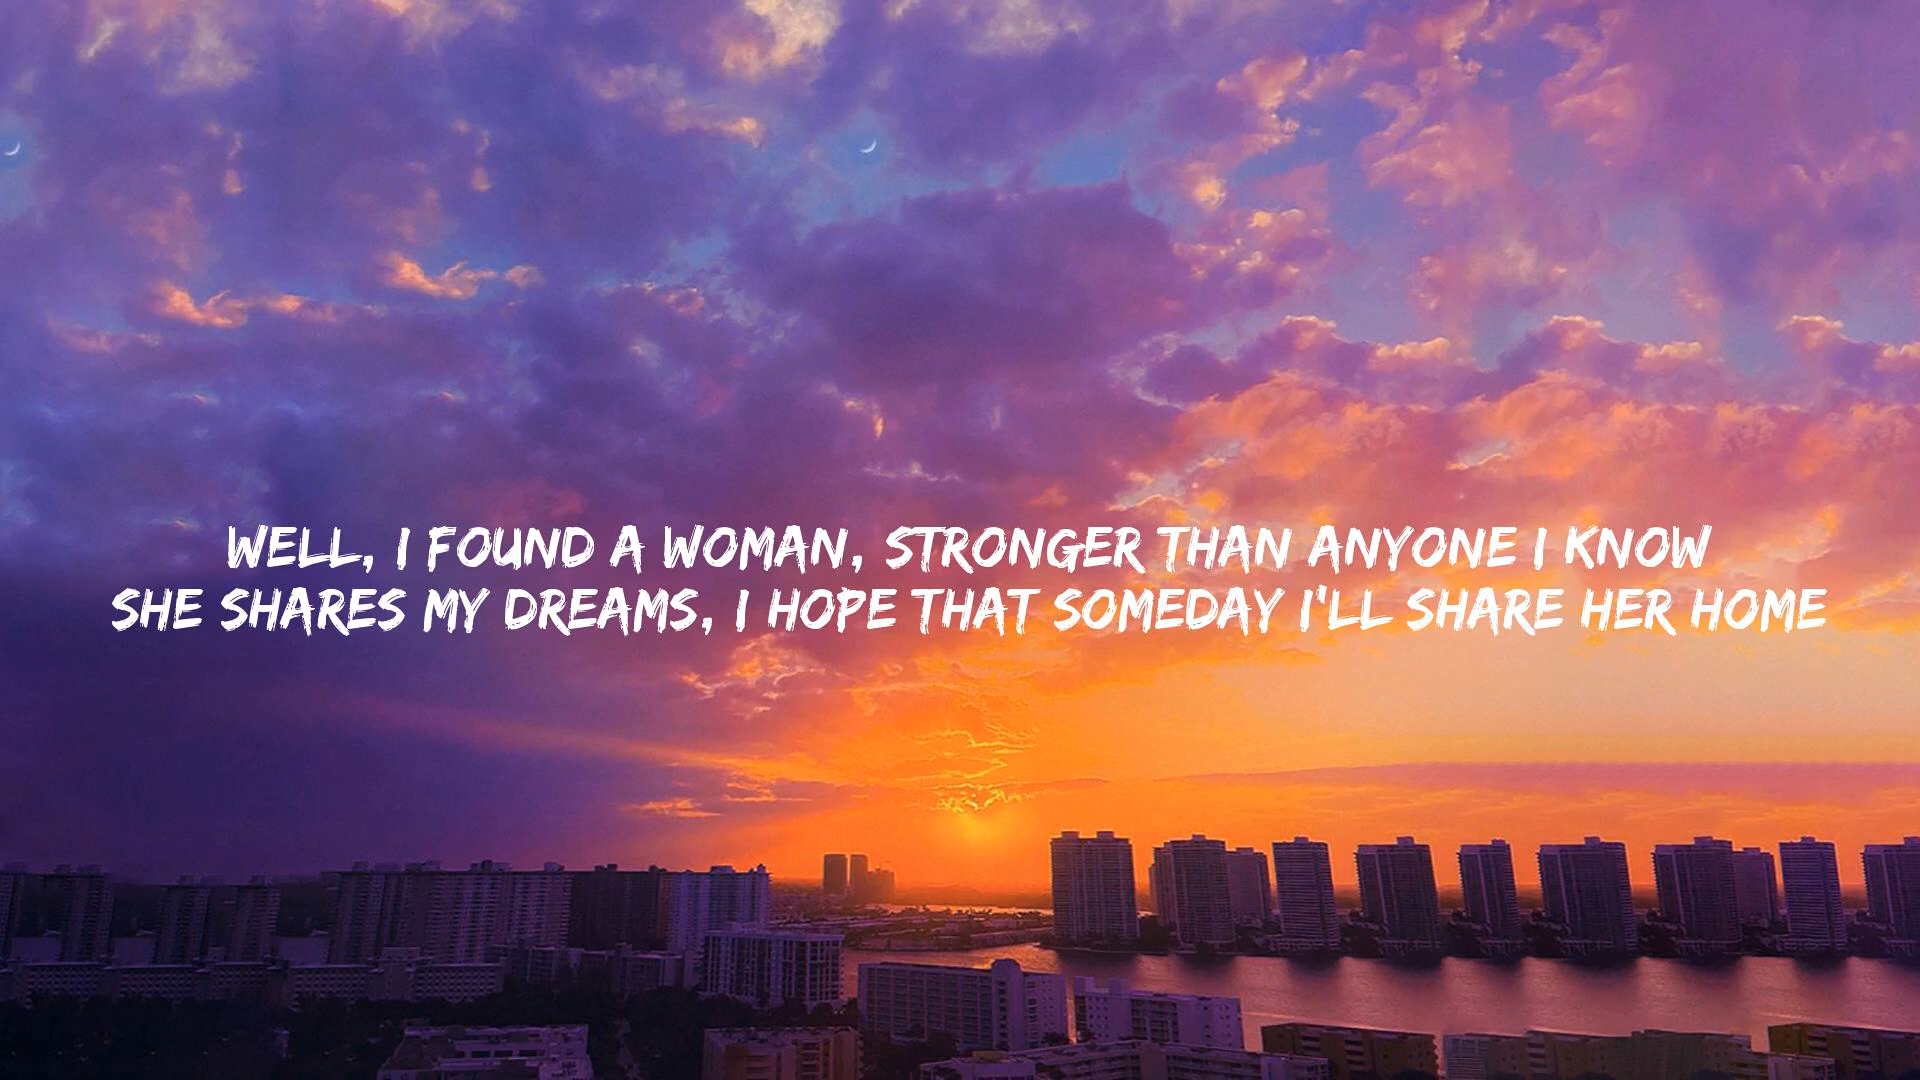 WELL, I FOUND A WOMAN, STRONGER THAN ANYONE I KNOW
SHE SHARES MY DREAMS, I HOPE THAT SOMEDAY I'LL SHARE HER HOME